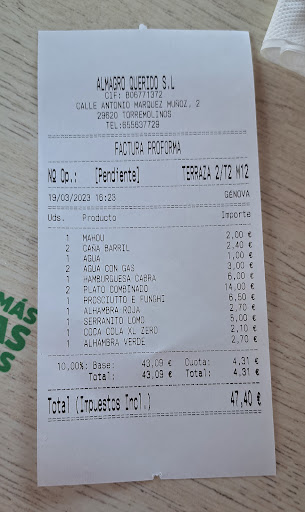 ALMAGRO QUERIDO S.L
CIF: B06771372
CALLE ANTONIO MARQUEZ MUÑOZ, 2
29620 TORREMOLINOS
TEL:655637729
FACTURA PROFORMA
Nº Op.: [Pendiente] TERRAZA 2/T2 M12
19/03/2023 16:23 GENOVA
Uds. Producto Importe
1 MAHOU 2,00 €
2 CAÑA BARRIL 2,40 €
1 AGUA 1,00 €
2 AGUA CON GAS 3,00 €
1 HAMBURGUESA CABRA 6,00 €
2 PLATO COMBINADO 14,00 €
1 PROSCIUTTO E FUNGHI 6,50 €
1 ALHAMBRA ROJA 2,70 €
1 SERRANITO LOMO 5,00 €
1 COCA COLA XL ZERO 2,10 €
1 ALHAMBRA VERDE 2,70 €
10,00%: Base: 43,09 € Cuota: 4,31 €
Total: 43,09 € Total: 4,31 €
Total (Impuestos Incl.) 47,40 €
MÁS
AS
S